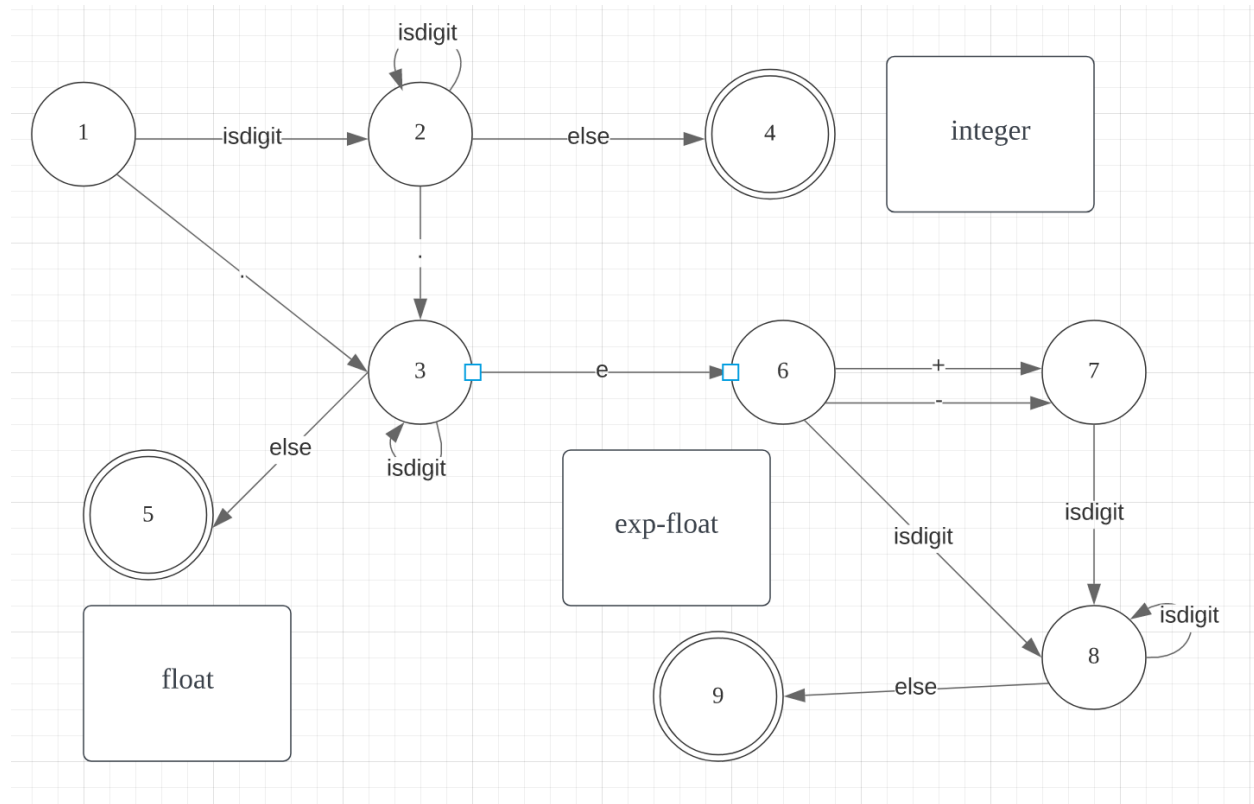 isdigit
1
isdigit
2
else
4
integer
.
.
3
e
6
+
-
7
else
isdigit
5
exp-float
isdigit
isdigit
float
9
else
8
isdigit